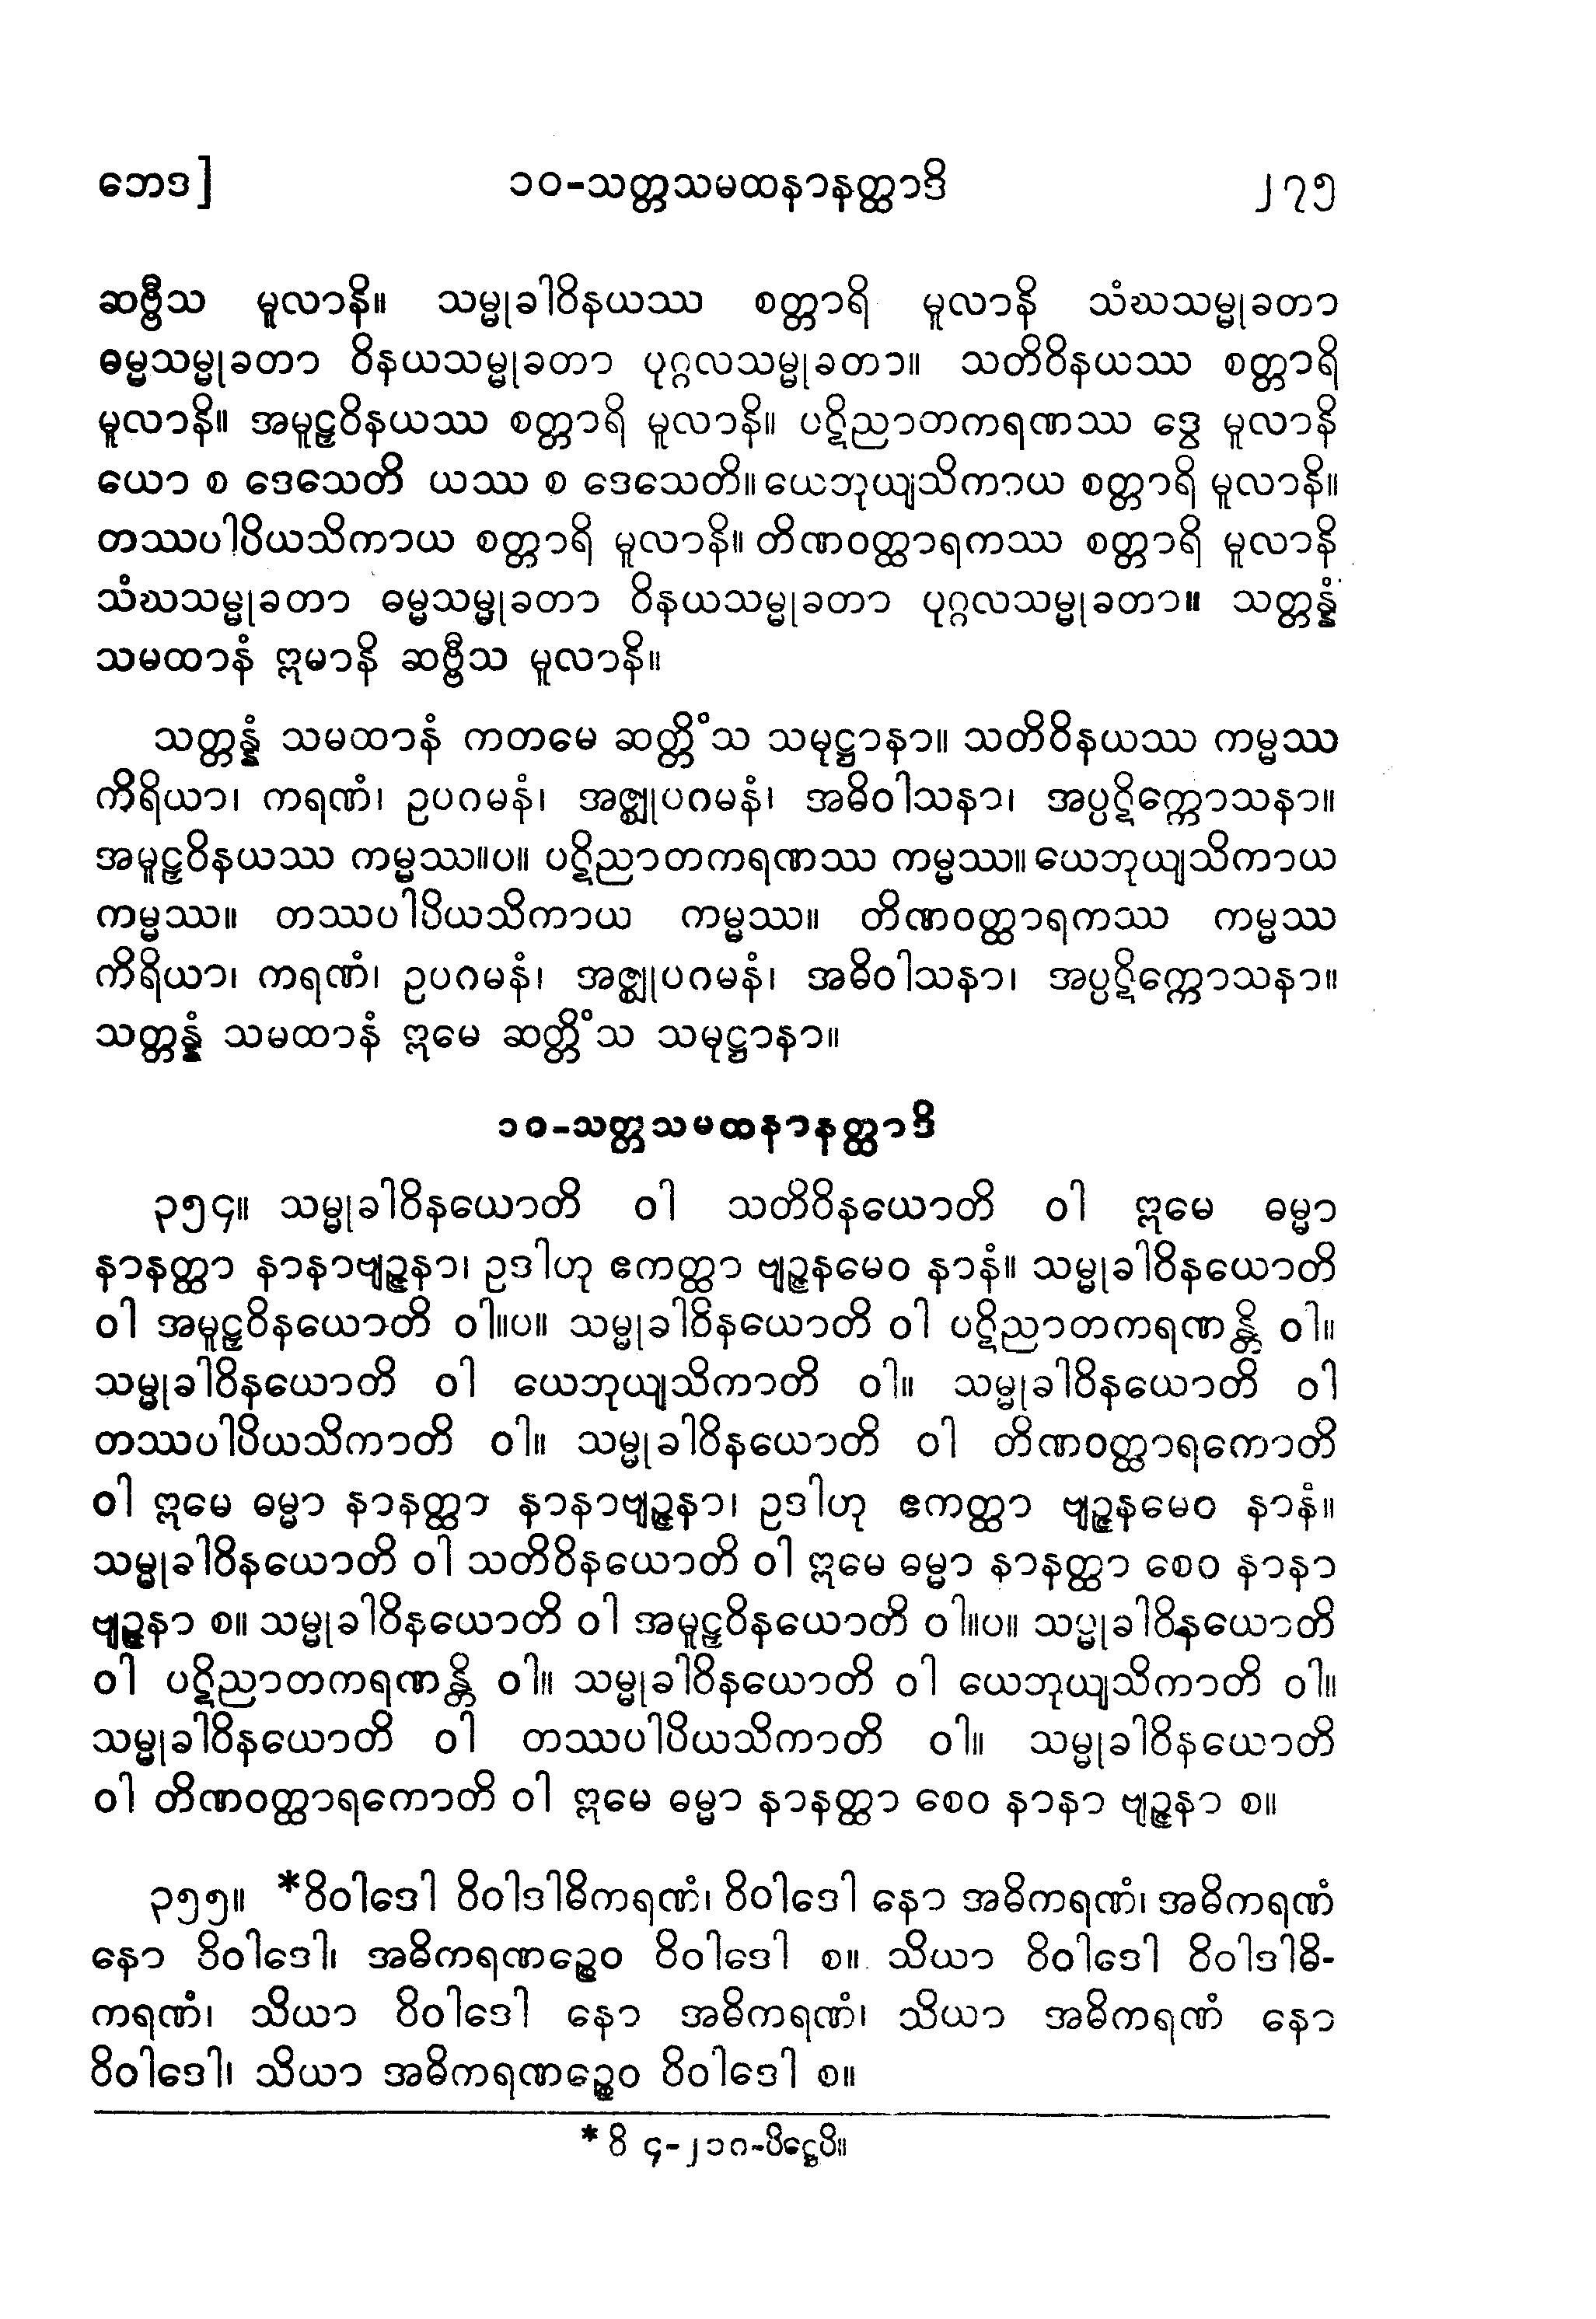 ဘေဒ]
၁၀-သတ္တသမထနာနတ္ထာဒိ
၂၇၅
ဆဗ္ဗီသ မူလာနိ။ သမ္မုခါဝိနယဿ စတ္တာရိ မူလာနိ သံဃသမ္မုခတာ
ဓမ္မသမ္မုခတာ ဝိနယသမ္မုခတာ ပုဂ္ဂလသမ္မုခတာ။ သတိဝိနယဿ စတ္တာရိ
မူလာနိ။ အမူဠှဝိနယဿ စတ္တာရိ မူလာနိ။ ပဋိညာတကရဏဿ ဒွေ မူလာနိ
ယော စ ဒေသေတိ ယဿ စ ဒေသေတိ။ ယေဘုယျသိကာယ စတ္တာရိ မူလာနိ။
တဿပါပိယသိကာယ စတ္တာရိ မူလာနိ။ တိဏဝတ္ထာရကဿ စတ္တာရိ မူလာနိ
သံဃသမ္မုခတာ ဓမ္မသမ္မုခတာ ဝိနယသမ္မုခတာ ပုဂ္ဂလသမ္မုခတာ။ သတ္တန္နံ
သမထာနံ ဣမာနိ ဆဗ္ဗီသ မူလာနိ။
သတ္တန္နံ သမထာနံ ကတမေ ဆတ္တိံသ သမုဋ္ဌာနာ။ သတိဝိနယဿ ကမ္မဿ
ကိရိယာ၊ ကရဏံ၊ ဥပဂမနံ၊ အဇ္ဈုပဂမနံ၊ အဓိဝါသနာ၊ အပ္ပဋိက္ကောသနာ။
အမူဠှဝိနယဿ ကမ္မဿ။ပ။ ပဋိညာတကရဏဿ ကမ္မဿ။ ယေဘုယျသိကာယ
ကမ္မဿ။ တဿပါပိယသိကာယ ကမ္မဿ။ တိဏဝတ္ထာရကဿ ကမ္မဿ
ကိရိယာ၊ ကရဏံ၊ ဥပဂမနံ၊ အဇ္ဈုပဂမနံ၊ အဓိဝါသနာ၊ အပ္ပဋိက္ကောသနာ။
သတ္တန္နံ သမထာနံ ဣမေ ဆတ္တိံသ သမုဋ္ဌာနာ။
၁၀-သတ္တသမထနာနတ္ထာဒိ
၃၅၄။ သမ္မုခါဝိနယောတိ ဝါ သတိဝိနယောတိ ဝါ ဣမေ ဓမ္မာ
နာနတ္ထာ နာနာဗျဉ္ဇနာ၊ ဥဒါဟု ဧကတ္ထာ ဗျဉ္ဇနမေဝ နာနံ။ သမ္မုခါဝိနယောတိ
ဝါ အမူဠှဝိနယောတိ ဝါ။ပ။ သမ္မုခါဝိနယောတိ ဝါ ပဋိညာတကရဏန္တိ ဝါ။
သမ္မုခါဝိနယောတိ ဝါ ယေဘုယျသိကာတိ ဝါ။ သမ္မုခါဝိနယောတိ ဝါ
တဿပါပိယသိကာတိ ဝါ။ သမ္မုခါဝိနယောတိ ဝါ တိဏဝတ္ထာရကောတိ
ဝါ ဣမေ ဓမ္မာ နာနတ္ထာ နာနာဗျဉ္ဇနာ၊ ဥဒါဟု ဧကတ္ထာ ဗျဉ္ဇနမေဝ နာနံ။
သမ္မုခါဝိနယောတိ ဝါ သတိဝိနယောတိ ဝါ ဣမေ ဓမ္မာ နာနတ္ထာ စေဝ နာနာ
ဗျဉ္ဇနာ စ။ သမ္မုခါဝိနယောတိ ဝါ အမူဠှဝိနယောတိ ဝါ။ပ။ သမ္မုခါဝိနယောတိ
ဝါ ပဋိညာတကရဏန္တိ ဝါ။ သမ္မုခါဝိနယောတိ ဝါ ယေဘုယျသိကာတိ ဝါ။
သမ္မုခါဝိနယောတိ ဝါ တဿပါပိယသိကာတိ ဝါ။ သမ္မုခါဝိနယောတိ
ဝါ တိဏဝတ္ထာရကောတိ ဝါ ဣမေ ဓမ္မာ နာနတ္ထာ စေဝ နာနာ ဗျဉ္ဇနာ စ။
၃၅၅။ *ဝိဝါဒေါ ဝိဝါဒါဓိကရဏံ၊ ဝိဝါဒေါ နော အဓိကရဏံ၊ အဓိကရဏံ
နော ဝိဝါဒေါ၊ အဓိကရဏဉ္စေဝ ဝိဝါဒေါ စ။ သိယာ ဝိဝါဒေါ ဝိဝါဒါဓိ-
ကရဏံ၊ သိယာ ဝိဝါဒေါ နော အဓိကရဏံ၊ သိယာ အဓိကရဏံ နော
ဝိဝါဒေါ၊ သိယာ အဓိကရဏဉ္စေဝ ဝိဝါဒေါ စ။
* ဝိ ၄-၂၁၀-ပိဋ္ဌေပိ။